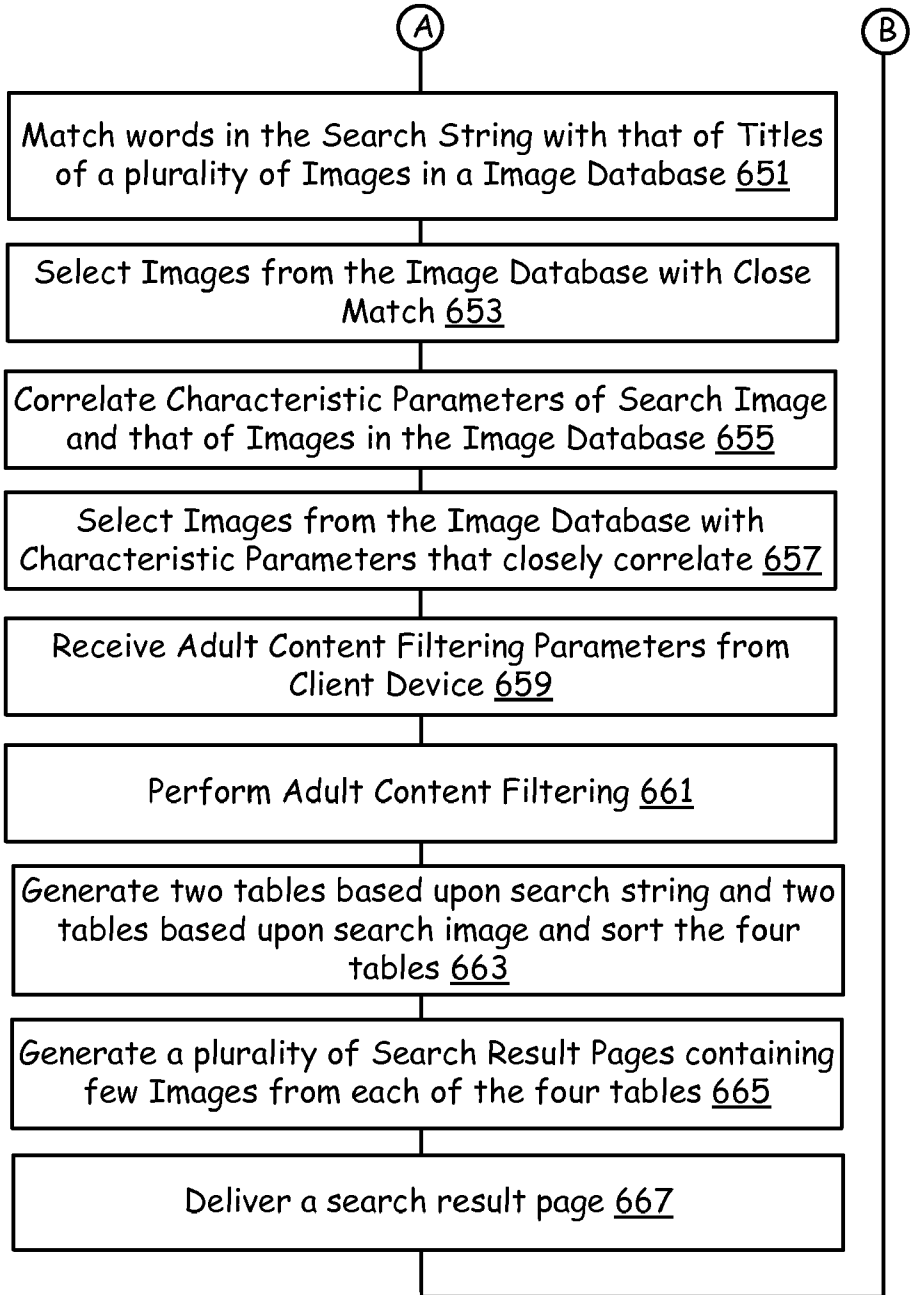 A
B
Match words in the Search String with that of Titles
of a plurality of Images in a Image Database 651
Select Images from the Image Database with Close
Match 653
Correlate Characteristic Parameters of Search Image
and that of Images in the Image Database 655
Select Images from the Image Database with
Characteristic Parameters that closely correlate 657
Receive Adult Content Filtering Parameters from
Client Device 659
Perform Adult Content Filtering 661
Generate two tables based upon search string and two
tables based upon search image and sort the four
tables 663
Generate a plurality of Search Result Pages containing
few Images from each of the four tables 665
Deliver a search result page 667